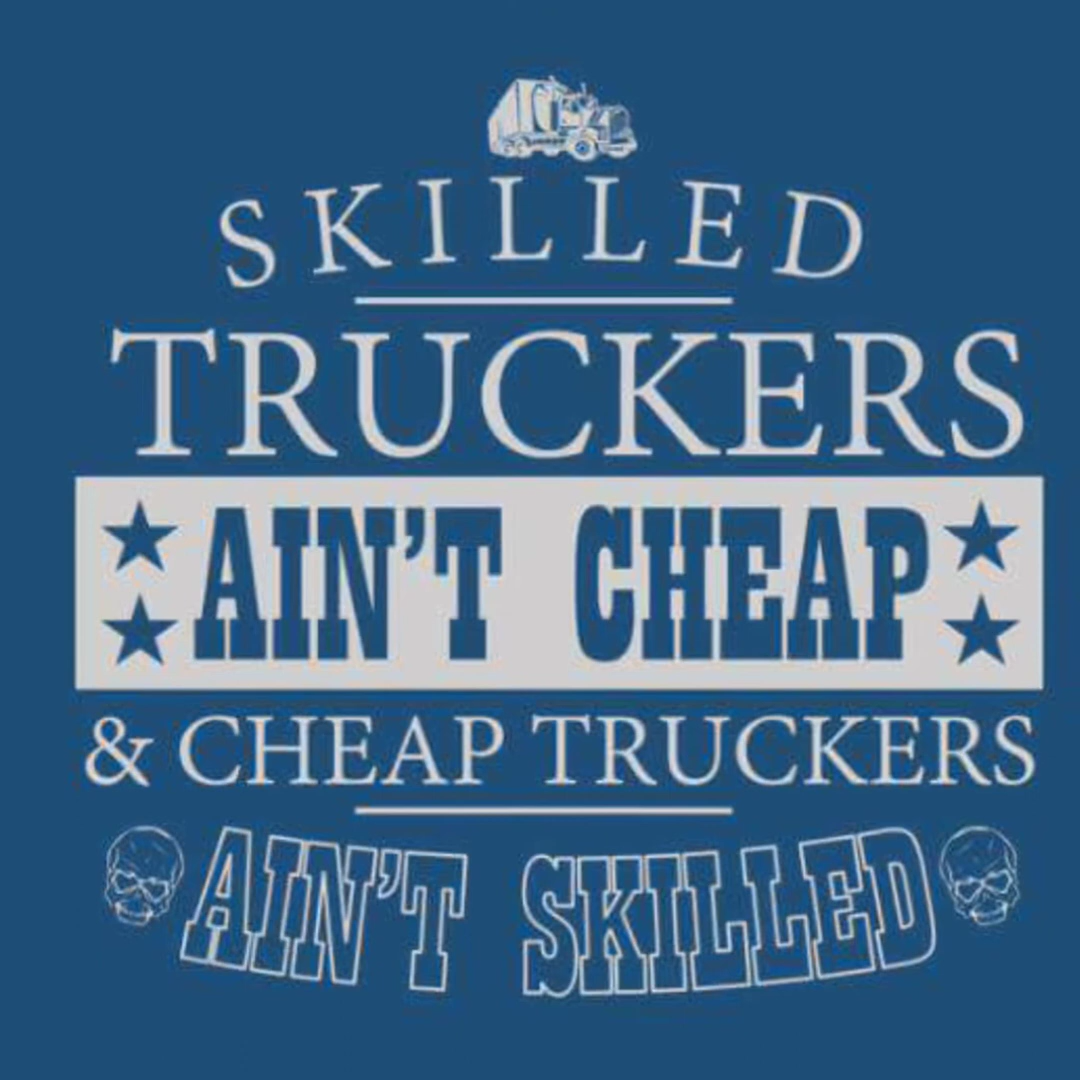 SKILLED
TRUCKERS
AIN'T CHEAP
& CHEAP TRUCKERS
AIN'T SKILLED